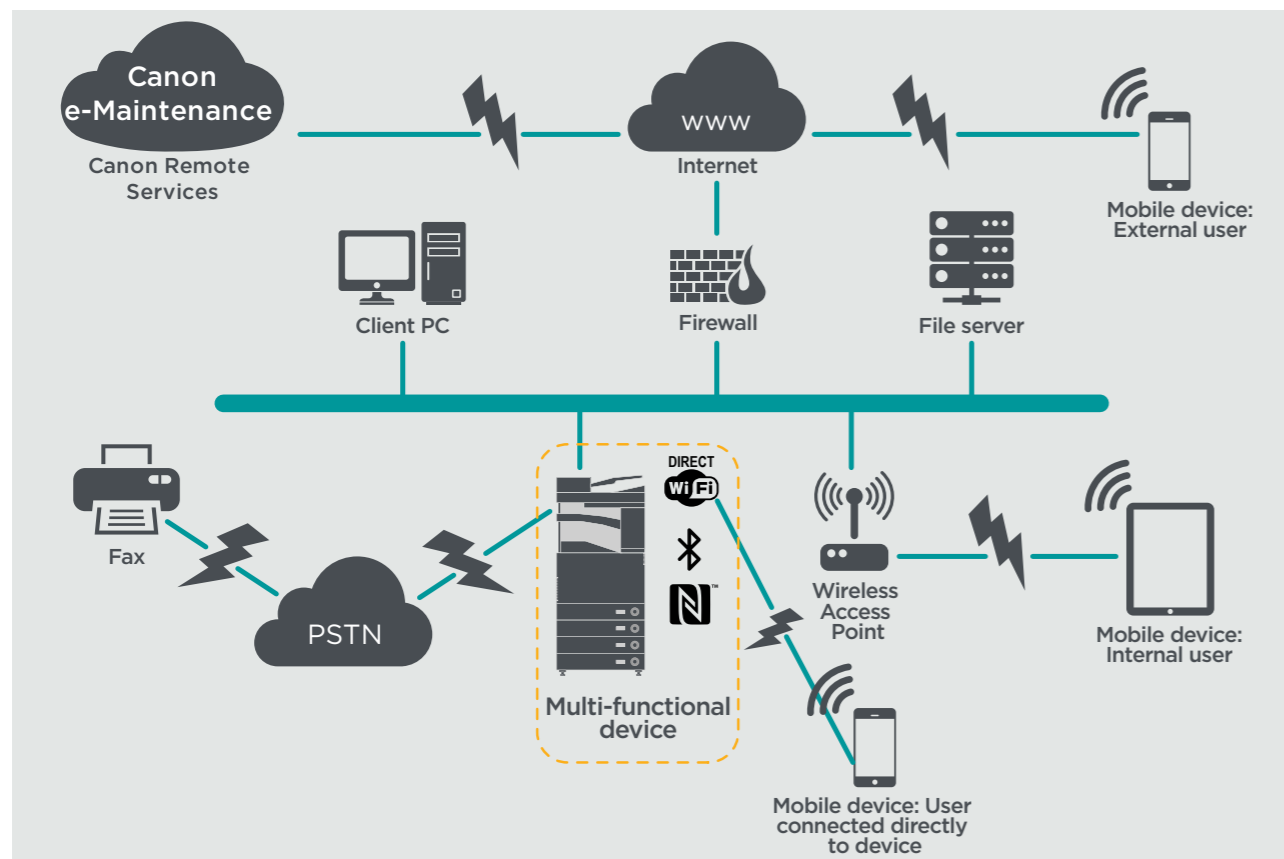 Canon
e-Maintenance
Canon Remote
Services
www
Internet
Mobile device:
External user
Client PC
Firewall
File server
Fax
PSTN
DIRECT
Wi Fi
N™
Multi-functional
device
Wireless
Access
Point
Mobile device:
Internal user
Mobile device: User
connected directly
to device